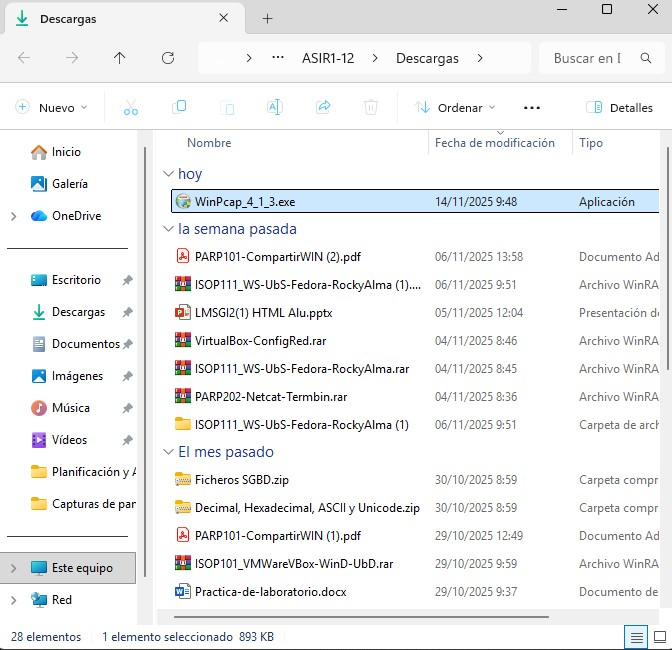 Descargas
ASIR1-12 Descargas Buscar en
Nuevo Ordenar Detalles
Nombre Fecha de modificación Tipo
Inicio
Galería
OneDrive
Escritorio
Descargas
Documentos
Imágenes
Música
Vídeos
Planificación y
Capturas de par
Este equipo
Red
hoy
WinPcap_4_1_3.exe 14/11/2025 9:48 Aplicación
la semana pasada
PARP101-CompartirWIN (2).pdf 06/11/2025 13:58 Documento Ad
ISOP111_WS-UbS-Fedora-RockyAlma (1).... 06/11/2025 9:51 Archivo WinRA
LMSGI2(1) HTML Alu.pptx 05/11/2025 12:04 Presentación de
VirtualBox-ConfigRed.rar 04/11/2025 8:46 Archivo WinRA
ISOP111_WS-UbS-Fedora-RockyAlma.rar 04/11/2025 8:45 Archivo WinRA
PARP202-Netcat-Termbin.rar 04/11/2025 8:36 Archivo WinRA
ISOP111_WS-UbS-Fedora-RockyAlma (1) 06/11/2025 9:51 Carpeta de arch
El mes pasado
Ficheros SGBD.zip 30/10/2025 8:59 Carpeta compr
Decimal, Hexadecimal, ASCII y Unicode.zip 30/10/2025 8:59 Carpeta compr
PARP101-CompartirWIN (1).pdf 29/10/2025 12:49 Documento Ad
ISOP101_VMWareVBox-WinD-UbD.rar 29/10/2025 9:59 Archivo WinRA
Practica-de-laboratorio.docx 29/10/2025 9:37 Documento de
28 elementos 1 elemento seleccionado 893 KB